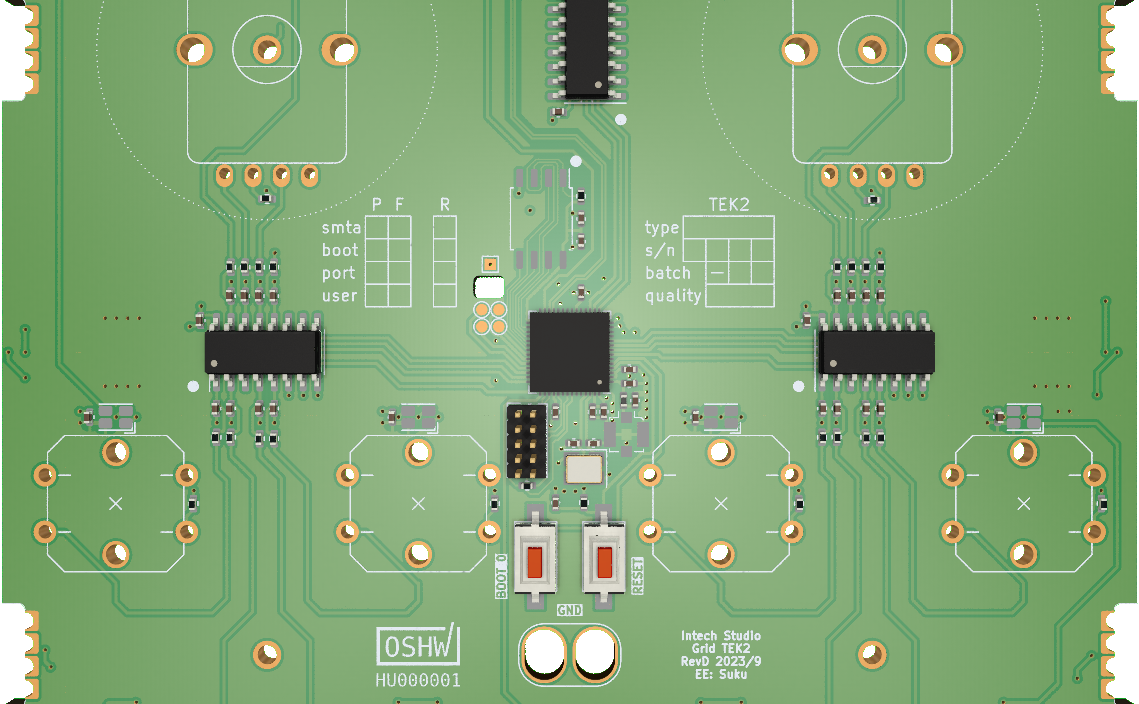 P F R
smta
boot
port
user
TEK2
type
s/n
batch
quality
BOOT 0
RESET
GND
OSHW
HU000001
Intech Studio
Grid TEK2
RevD 2023/9
EE: Suku